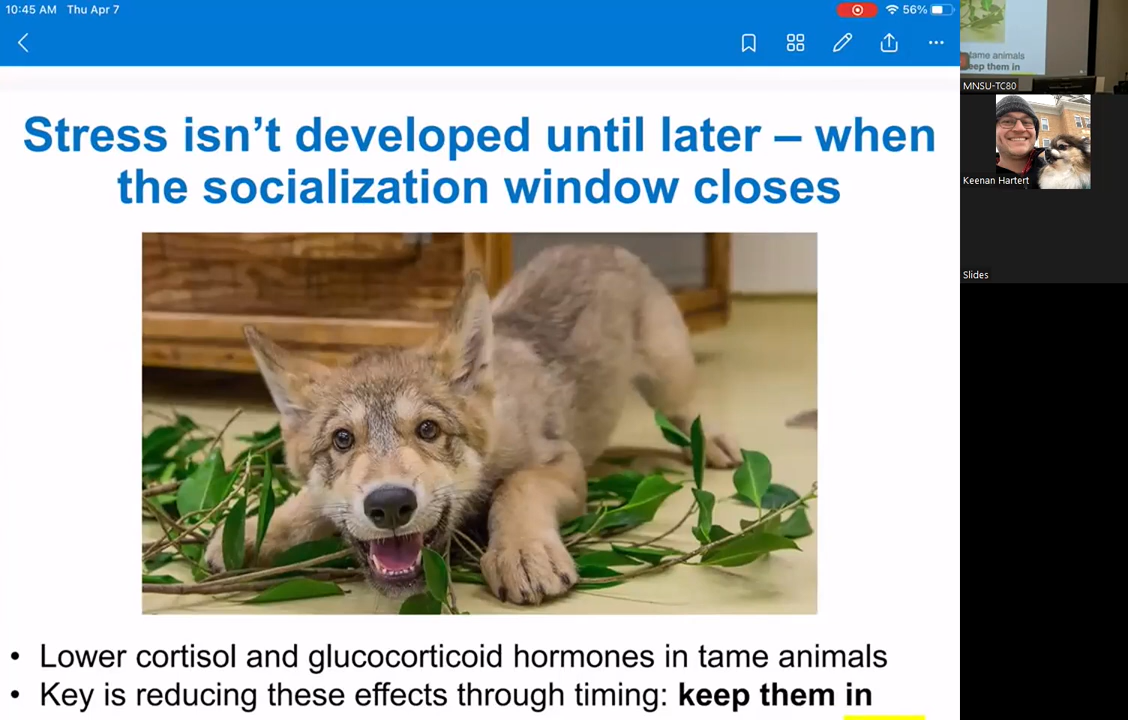 10:45 AM Thu Apr 7
56%
Stress isn't developed until later – when
the socialization window closes
• Lower cortisol and glucocorticoid hormones in tame animals
• Key is reducing these effects through timing: keep them in
tame animals
keep them in
MNSU-TC80
Keenan Hartert
Slides